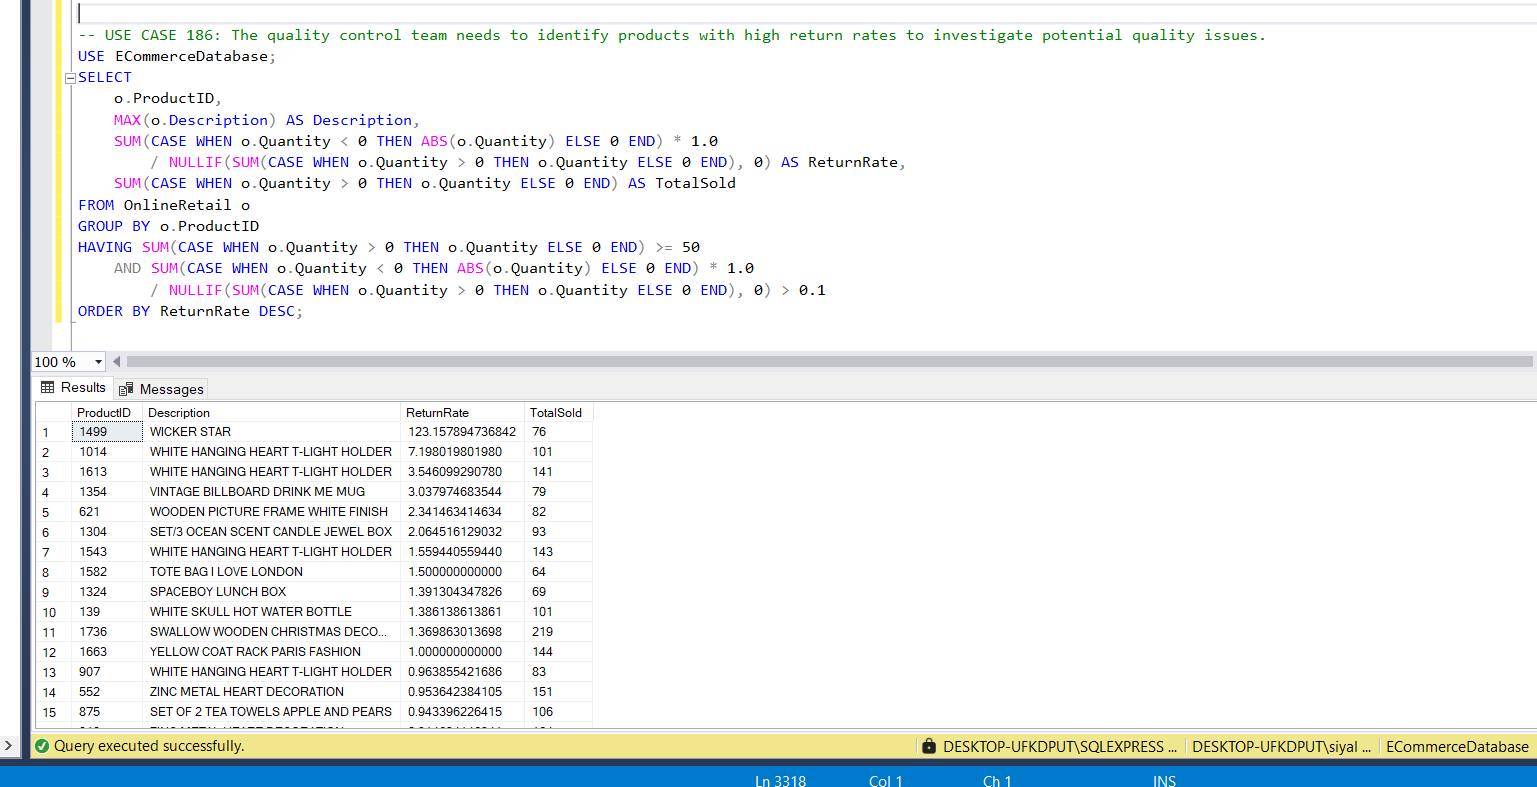 -- USE CASE 186: The quality control team needs to identify products with high return rates to investigate potential quality issues.
USE ECommerceDatabase;
SELECT
o.ProductID,
MAX(o.Description) AS Description,
SUM(CASE WHEN o.Quantity < 0 THEN ABS(o.Quantity) ELSE 0 END) * 1.0
/ NULLIF(SUM(CASE WHEN o.Quantity > 0 THEN o.Quantity ELSE 0 END), 0) AS ReturnRate,
SUM(CASE WHEN o.Quantity > 0 THEN o.Quantity ELSE 0 END) AS TotalSold
FROM OnlineRetail o
GROUP BY o.ProductID
HAVING SUM(CASE WHEN o.Quantity > 0 THEN o.Quantity ELSE 0 END) >= 50
AND SUM(CASE WHEN o.Quantity < 0 THEN ABS(o.Quantity) ELSE 0 END) * 1.0
/ NULLIF(SUM(CASE WHEN o.Quantity > 0 THEN o.Quantity ELSE 0 END), 0) > 0.1
ORDER BY ReturnRate DESC;
100 %
Results Messages
ProductID Description ReturnRate TotalSold
1 1499 WICKER STAR 123.157894736842 76
2 1014 WHITE HANGING HEART T-LIGHT HOLDER 7.198019801980 101
3 1613 WHITE HANGING HEART T-LIGHT HOLDER 3.546099290780 141
4 1354 VINTAGE BILLBOARD DRINK ME MUG 3.037974683544 79
5 621 WOODEN PICTURE FRAME WHITE FINISH 2.341463414634 82
6 1304 SET/3 OCEAN SCENT CANDLE JEWEL BOX 2.064516129032 93
7 1543 WHITE HANGING HEART T-LIGHT HOLDER 1.559440559440 143
8 1582 TOTE BAG I LOVE LONDON 1.500000000000 64
9 1324 SPACEBOY LUNCH BOX 1.391304347826 69
10 139 WHITE SKULL HOT WATER BOTTLE 1.386138613861 101
11 1736 SWALLOW WOODEN CHRISTMAS DECO... 1.369863013698 219
12 1663 YELLOW COAT RACK PARIS FASHION 1.000000000000 144
13 907 WHITE HANGING HEART T-LIGHT HOLDER 0.963855421686 83
14 552 ZINC METAL HEART DECORATION 0.953642384105 151
15 875 SET OF 2 TEA TOWELS APPLE AND PEARS 0.943396226415 106
Query executed successfully. DESKTOP-UFKDPUT\SQLEXPRESS ... DESKTOP-UFKDPUT\siyal ... ECommerceDatabase
Ln 3318 Col 1 Ch 1 INS